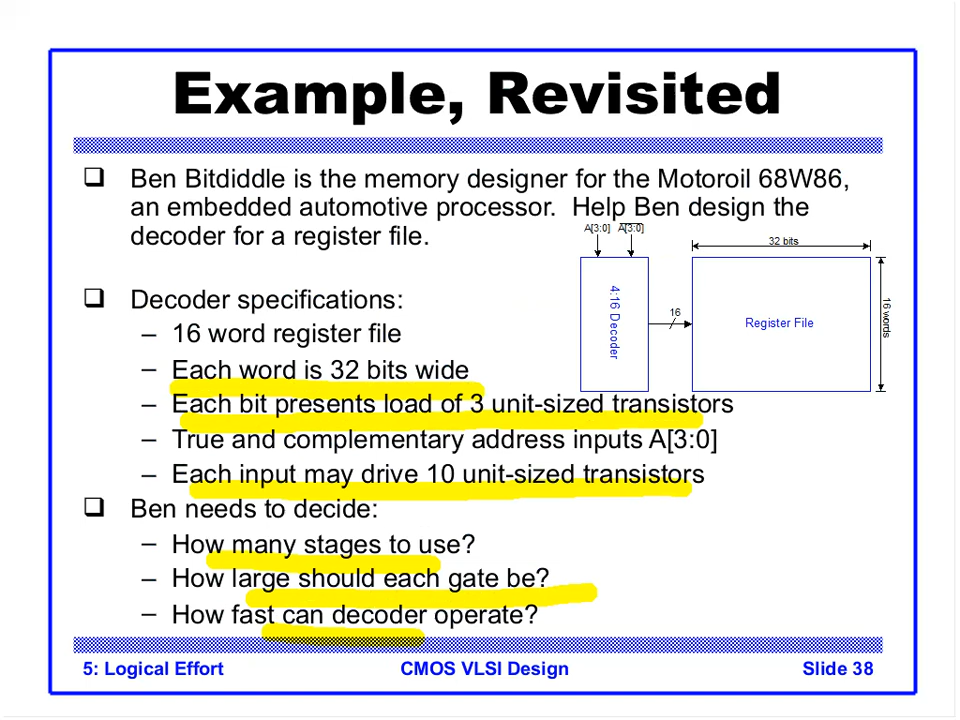 Example, Revisited
❑ Ben Bitdiddle is the memory designer for the Motoroil 68W86,
an embedded automotive processor. Help Ben design the
decoder for a register file.
A[3:0] A[3:0]
32 bits
4:16 Decoder
16
Register File
16 words
❑ Decoder specifications:
– 16 word register file
– Each word is 32 bits wide
– Each bit presents load of 3 unit-sized transistors
– True and complementary address inputs A[3:0]
– Each input may drive 10 unit-sized transistors
❑ Ben needs to decide:
– How many stages to use?
– How large should each gate be?
– How fast can decoder operate?
5: Logical Effort
CMOS VLSI Design
Slide 38